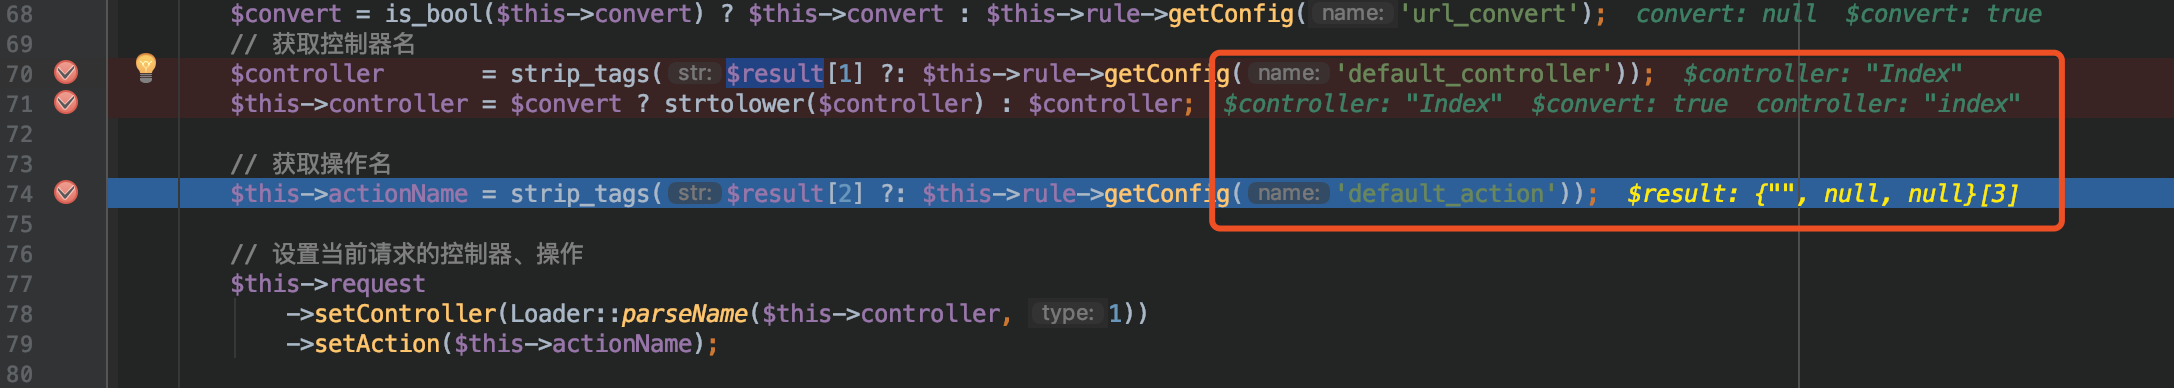 68 $convert = is_bool($this->convert) ? $this->convert : $this->rule->getConfig( name: 'url_convert');  convert: null  $convert: true
69 // 获取控制器名
70 $controller       = strip_tags( str: $result[1] ?: $this->rule->getConfig( name: 'default_controller'));  $controller: "Index"
71 $this->controller = $convert ? strtolower($controller) : $controller;  $controller: "Index"  $convert: true  controller: "index"
72
73 // 获取操作名
74 $this->actionName = strip_tags( str: $result[2] ?: $this->rule->getConfig( name: 'default_action'));  $result: {"", null, null}[3]
75
76 // 设置当前请求的控制器、操作
77 $this->request
78     ->setController(Loader::parseName($this->controller, type: 1))
79     ->setAction($this->actionName);
80